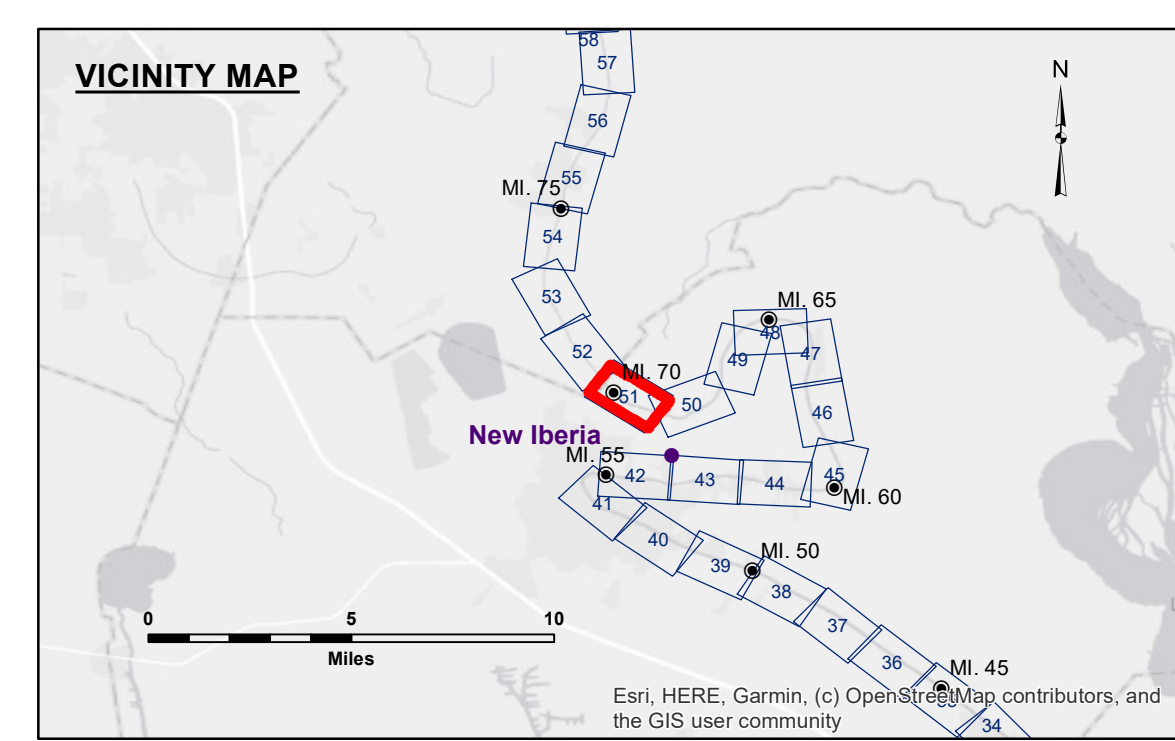 VICINITY MAP
N
58
57
56
55
MI. 75
54
53
MI. 65
48
47
49
52
MI. 70
51
50
46
New Iberia
MI. 55
42
43
44
45
MI. 60
41
40
MI. 50
39
38
37
36
MI. 45
34
0 5 10
Miles
Esri, HERE, Garmin, (c) OpenStreetMap contributors, and
the GIS user community